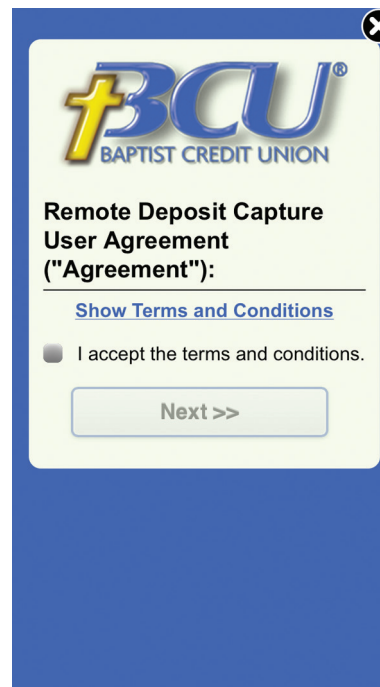 BCU®
BAPTIST CREDIT UNION
Remote Deposit Capture
User Agreement
("Agreement"):
Show Terms and Conditions
I accept the terms and conditions.
Next >>